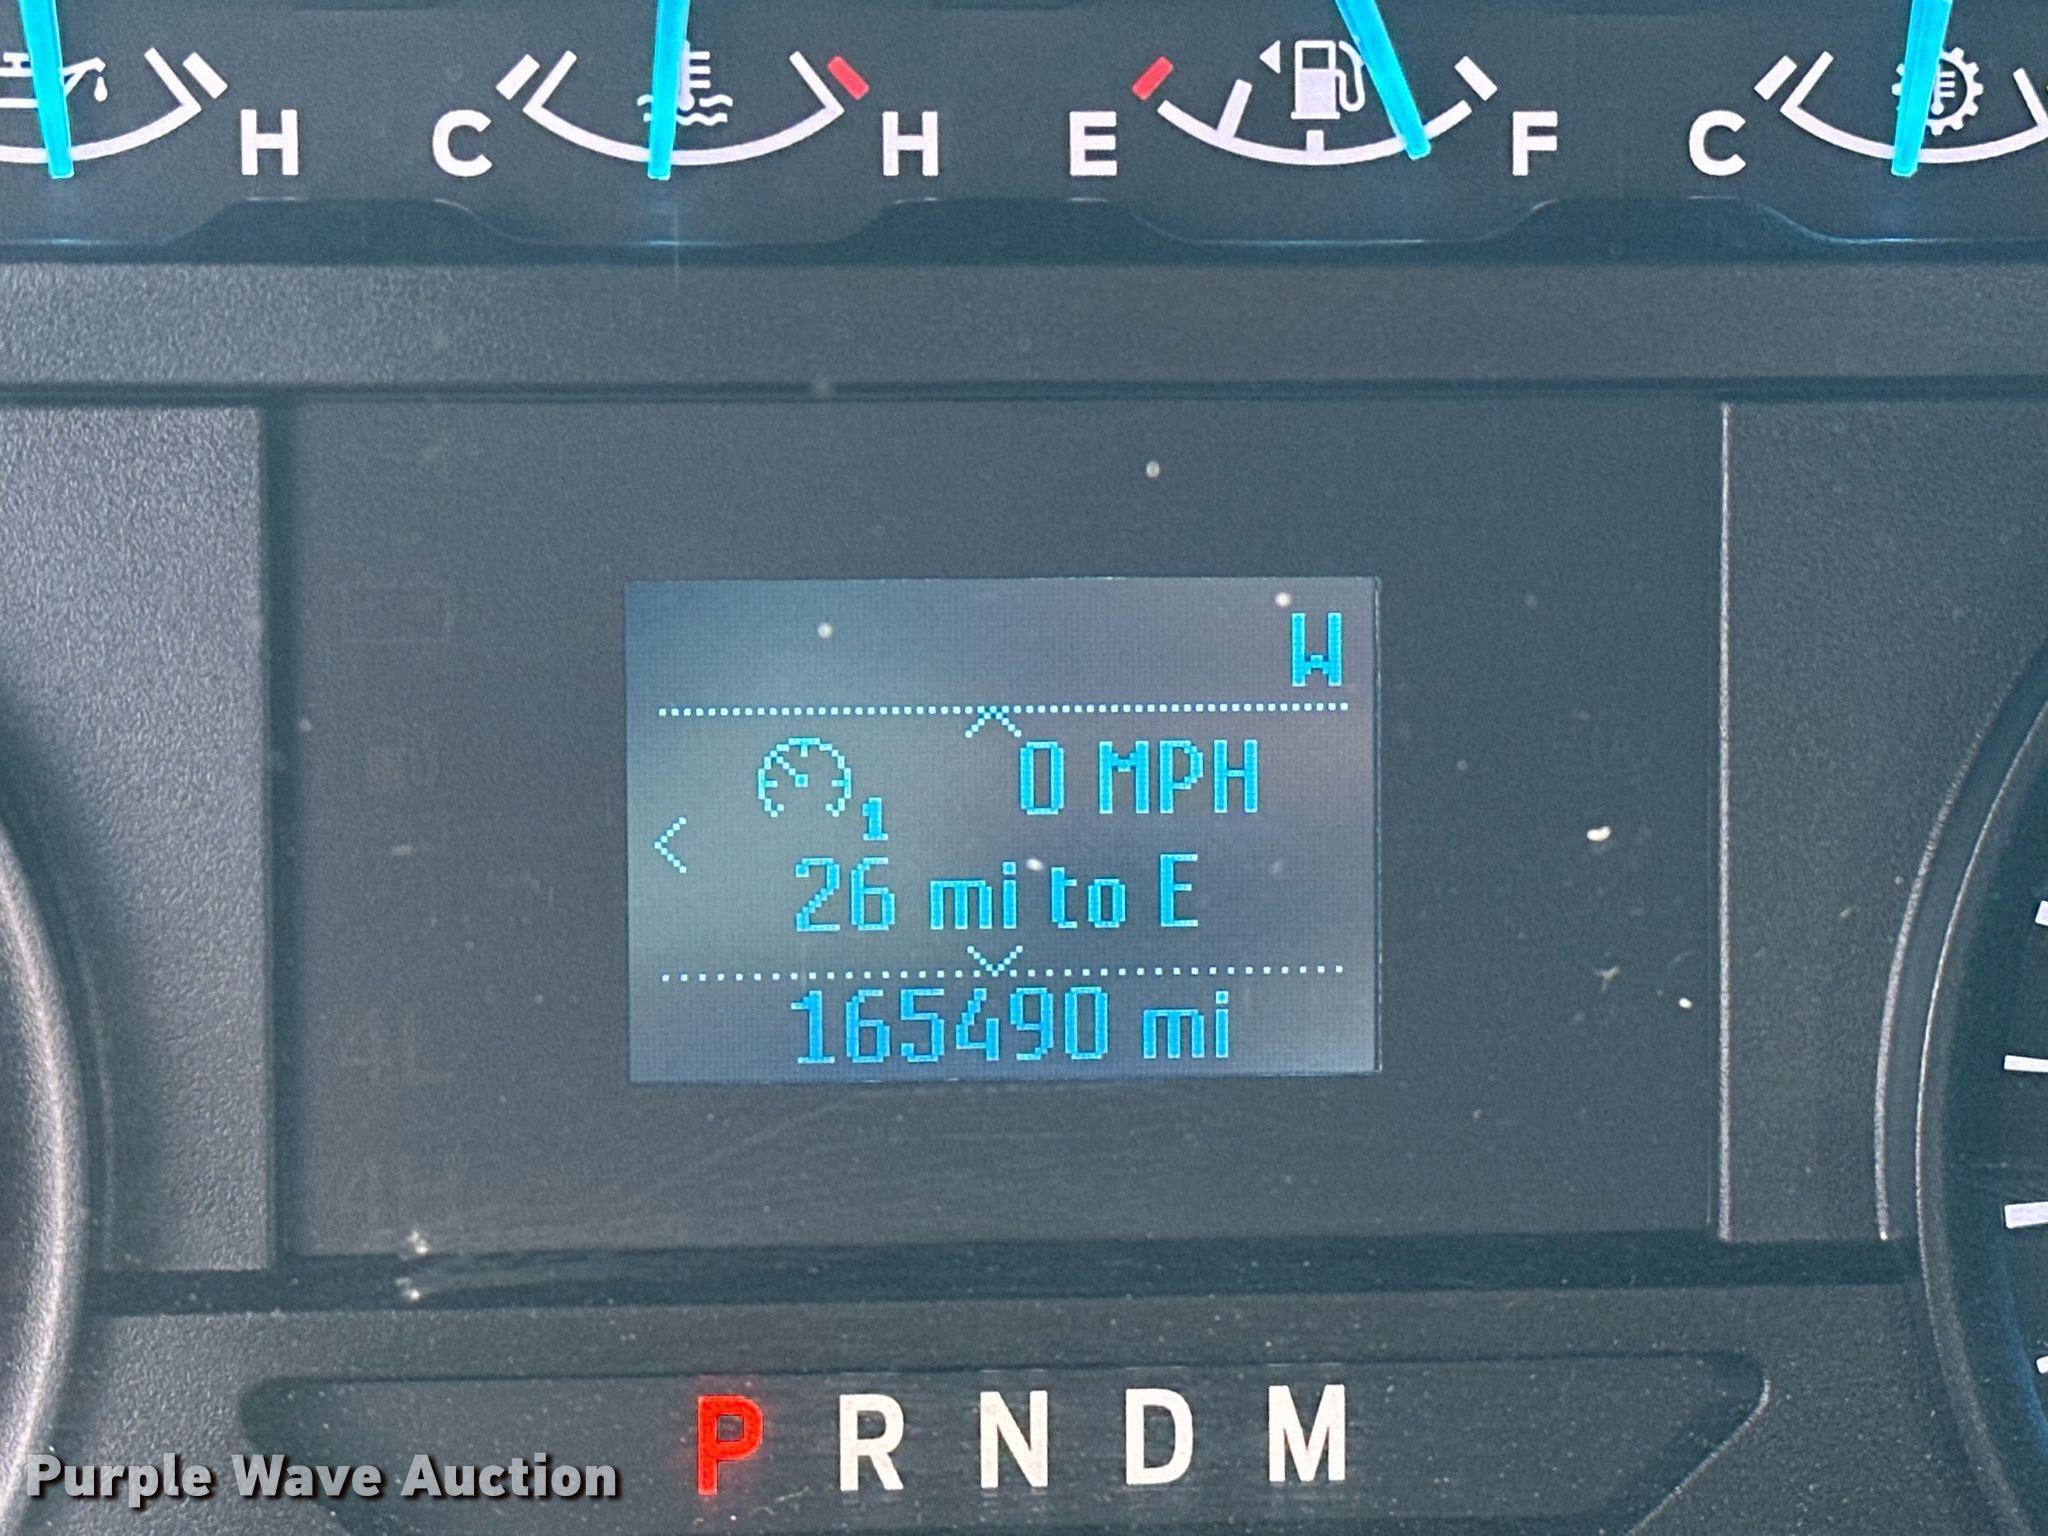 H C H E F C
W
0 MPH
1
26 mi to E
165490 mi
P R N D M
Purple Wave Auction